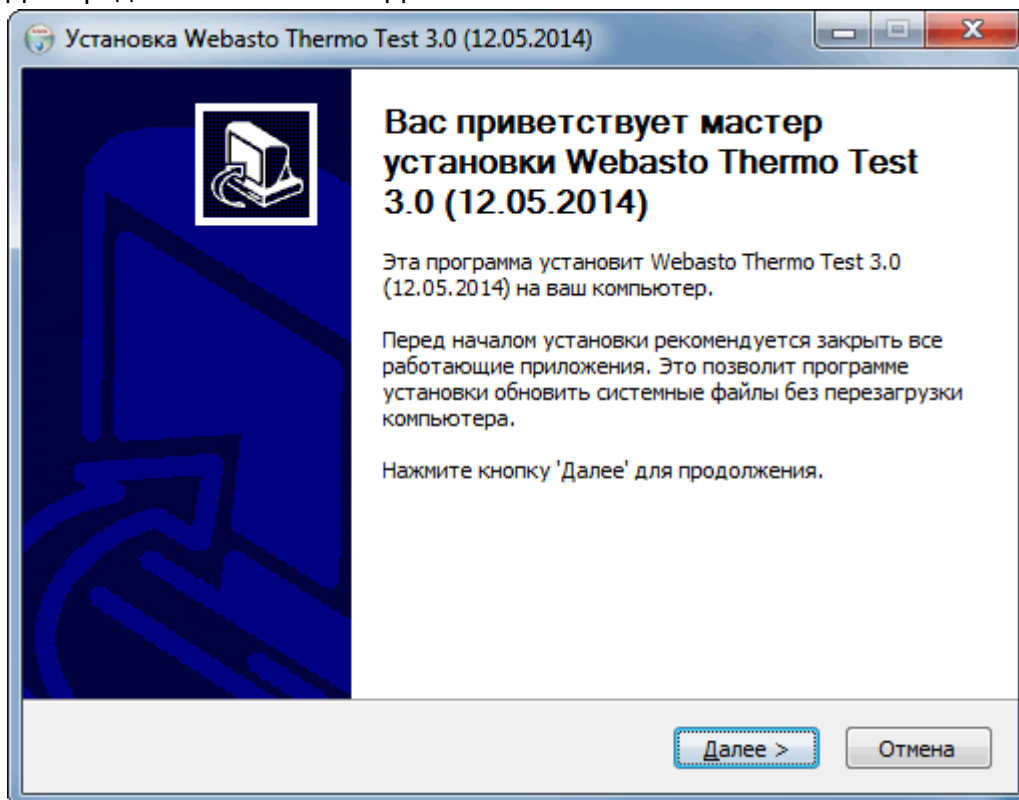 Установка Webasto Thermo Test 3.0 (12.05.2014)
Вас приветствует мастер
установки Webasto Thermo Test
3.0 (12.05.2014)
Эта программа установит Webasto Thermo Test 3.0
(12.05.2014) на ваш компьютер.
Перед началом установки рекомендуется закрыть все
работающие приложения. Это позволит программе
установки обновить системные файлы без перезагрузки
компьютера.
Нажмите кнопку 'Далее' для продолжения.
Далее >
Отмена